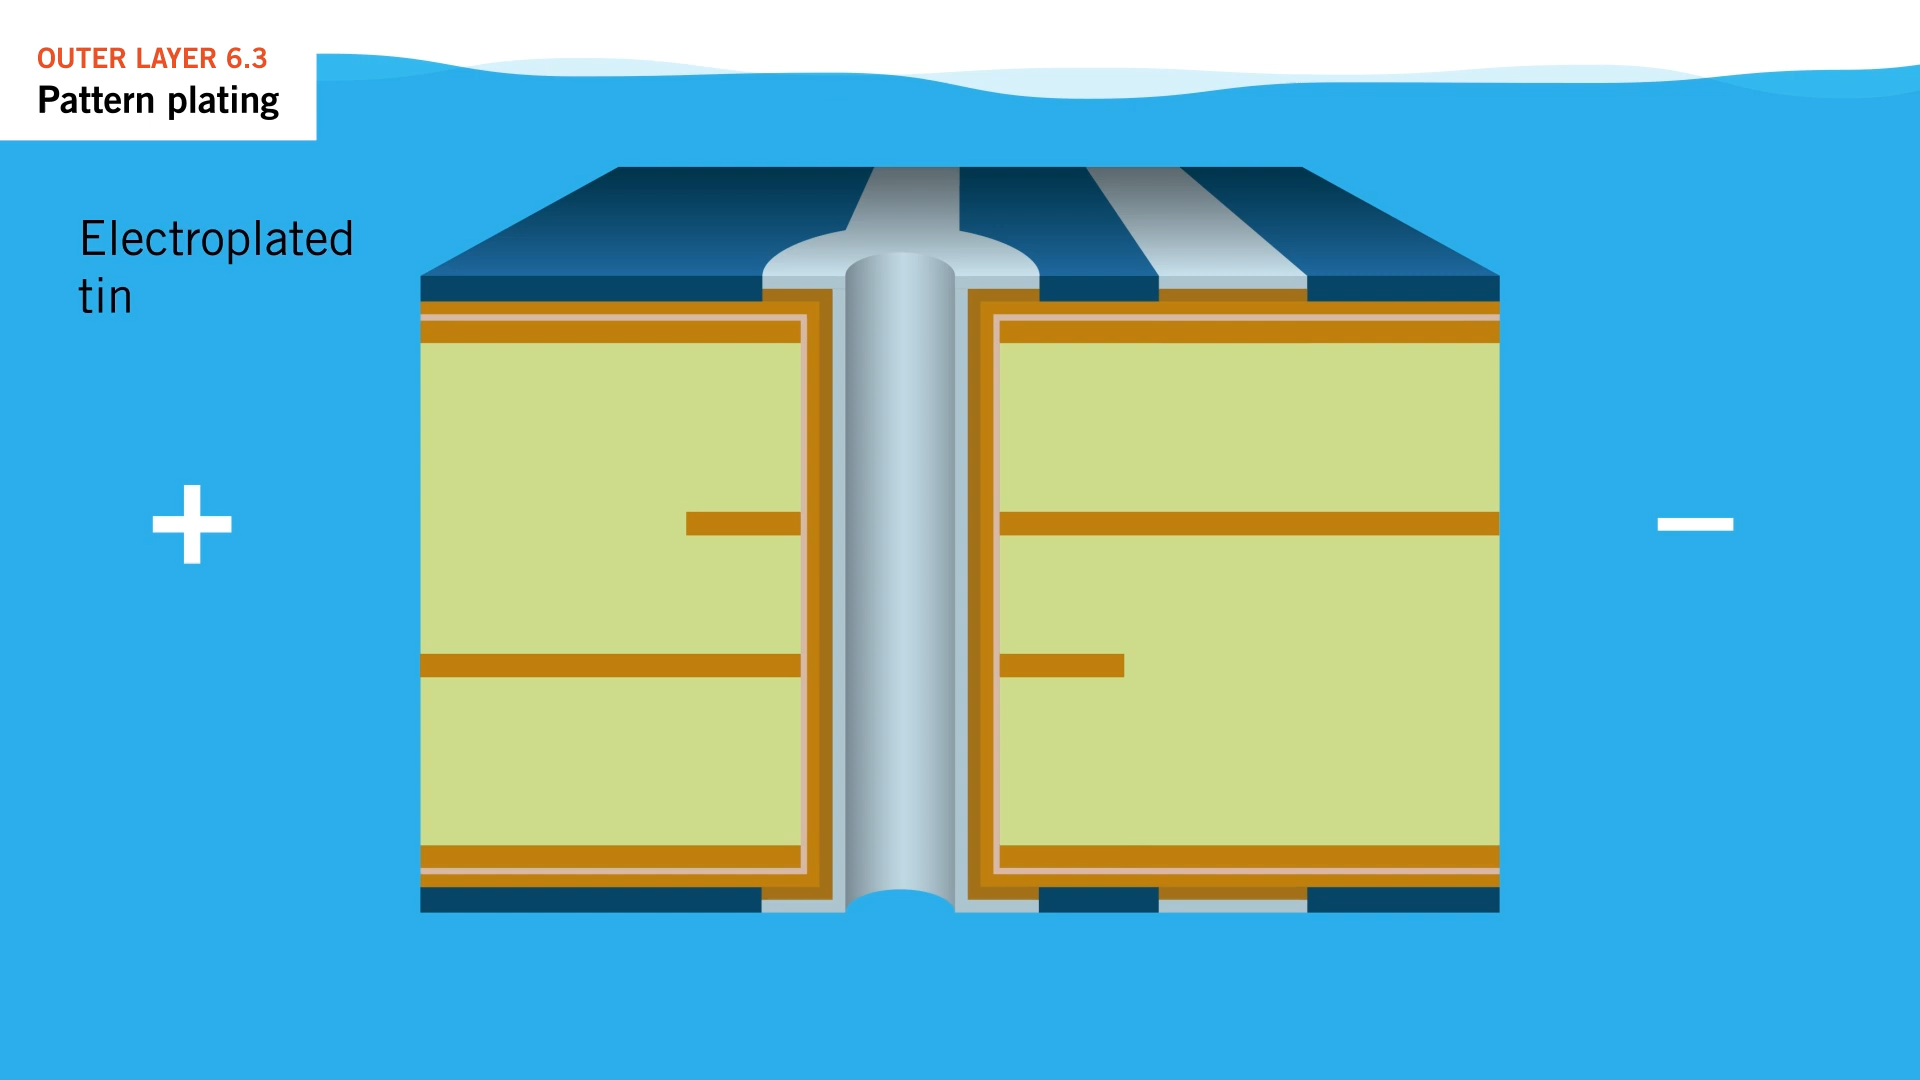 OUTER LAYER 6.3
Pattern plating
Electroplated
tin
+
−